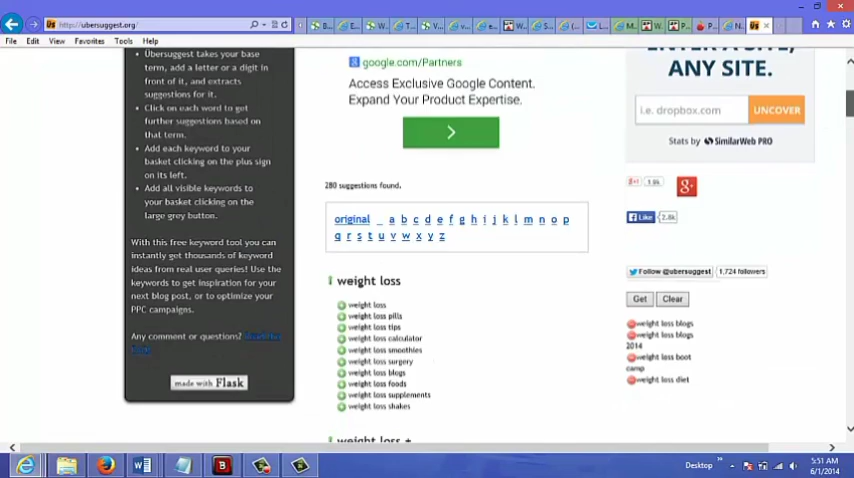 http://ubersuggest.org/
File Edit View Favorites Tools Help
Übersuggest takes your base
term, add a letter or a digit in
front of it, and extracts
suggestions for it.
Click on each word to get
further suggestions based on
that term.
Add each keyword to your
basket clicking on the plus sign
on its left.
Add all visible keywords to
your basket clicking on the
large grey button.
With this free keyword tool you can
instantly get thousands of keyword
ideas from real user queries! Use the
keywords to get inspiration for your
next blog post, or to optimize your
PPC campaigns.
Any comment or questions?
made with Flask
google.com/Partners
Access Exclusive Google Content.
Expand Your Product Expertise.
280 suggestions found.
original _ a b c d e f g h i j k l m n o p
q r s t u v w x y z
weight loss
weight loss
weight loss pills
weight loss tips
weight loss calculator
weight loss smoothies
weight loss surgery
weight loss blogs
weight loss foods
weight loss supplements
weight loss shakes
weight loss +
ANY SITE.
i.e. dropbox.com UNCOVER
Stats by SimilarWeb PRO
Like 2.8k
Follow @ubersuggest 1,724 followers
Get Clear
weight loss blogs
weight loss blogs
2014
weight loss boot
camp
weight loss diet
Desktop
5:51 AM
6/1/2014